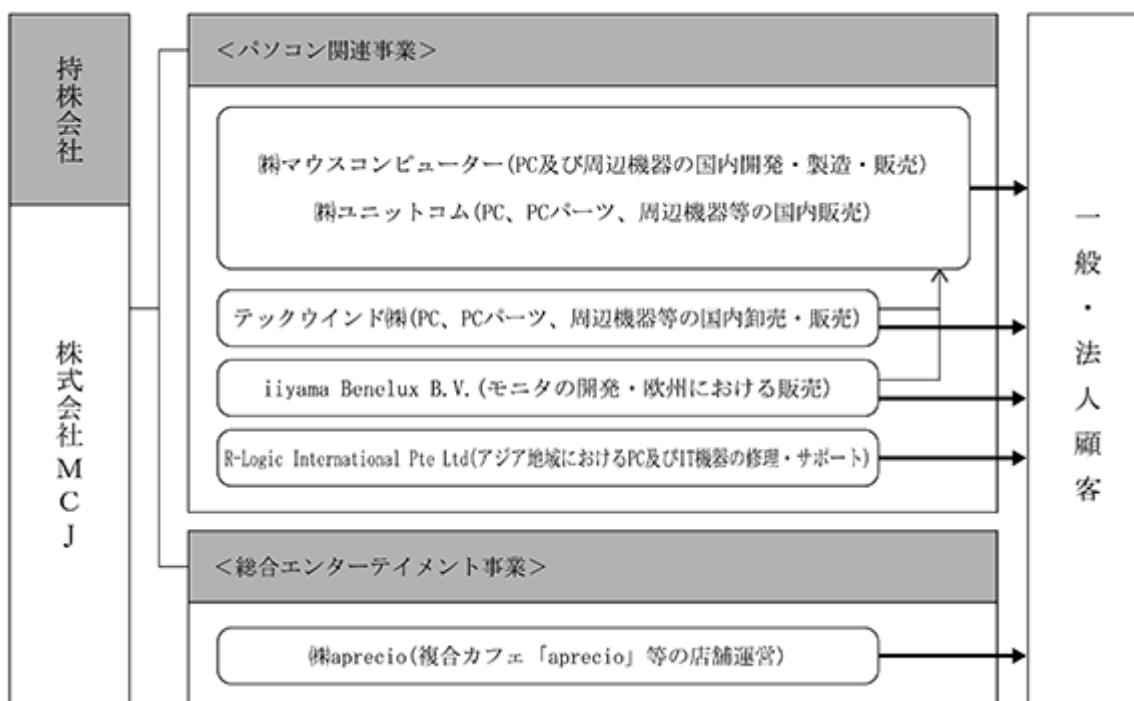 持株会社
株式会社MCJ
<パソコン関連事業>
㈱マウスコンピューター(PC及び周辺機器の国内開発・製造・販売)
㈱ユニットコム(PC、PCパーツ、周辺機器等の国内販売)
テックウインド㈱(PC、PCパーツ、周辺機器等の国内卸売・販売)
iiyama Benelux B.V.(モニタの開発・欧州における販売)
R-Logic International Pte Ltd(アジア地域におけるPC及びIT機器の修理・サポート)
<総合エンターテイメント事業>
㈱aprecio(複合カフェ「aprecio」等の店舗運営)
一般・法人顧客